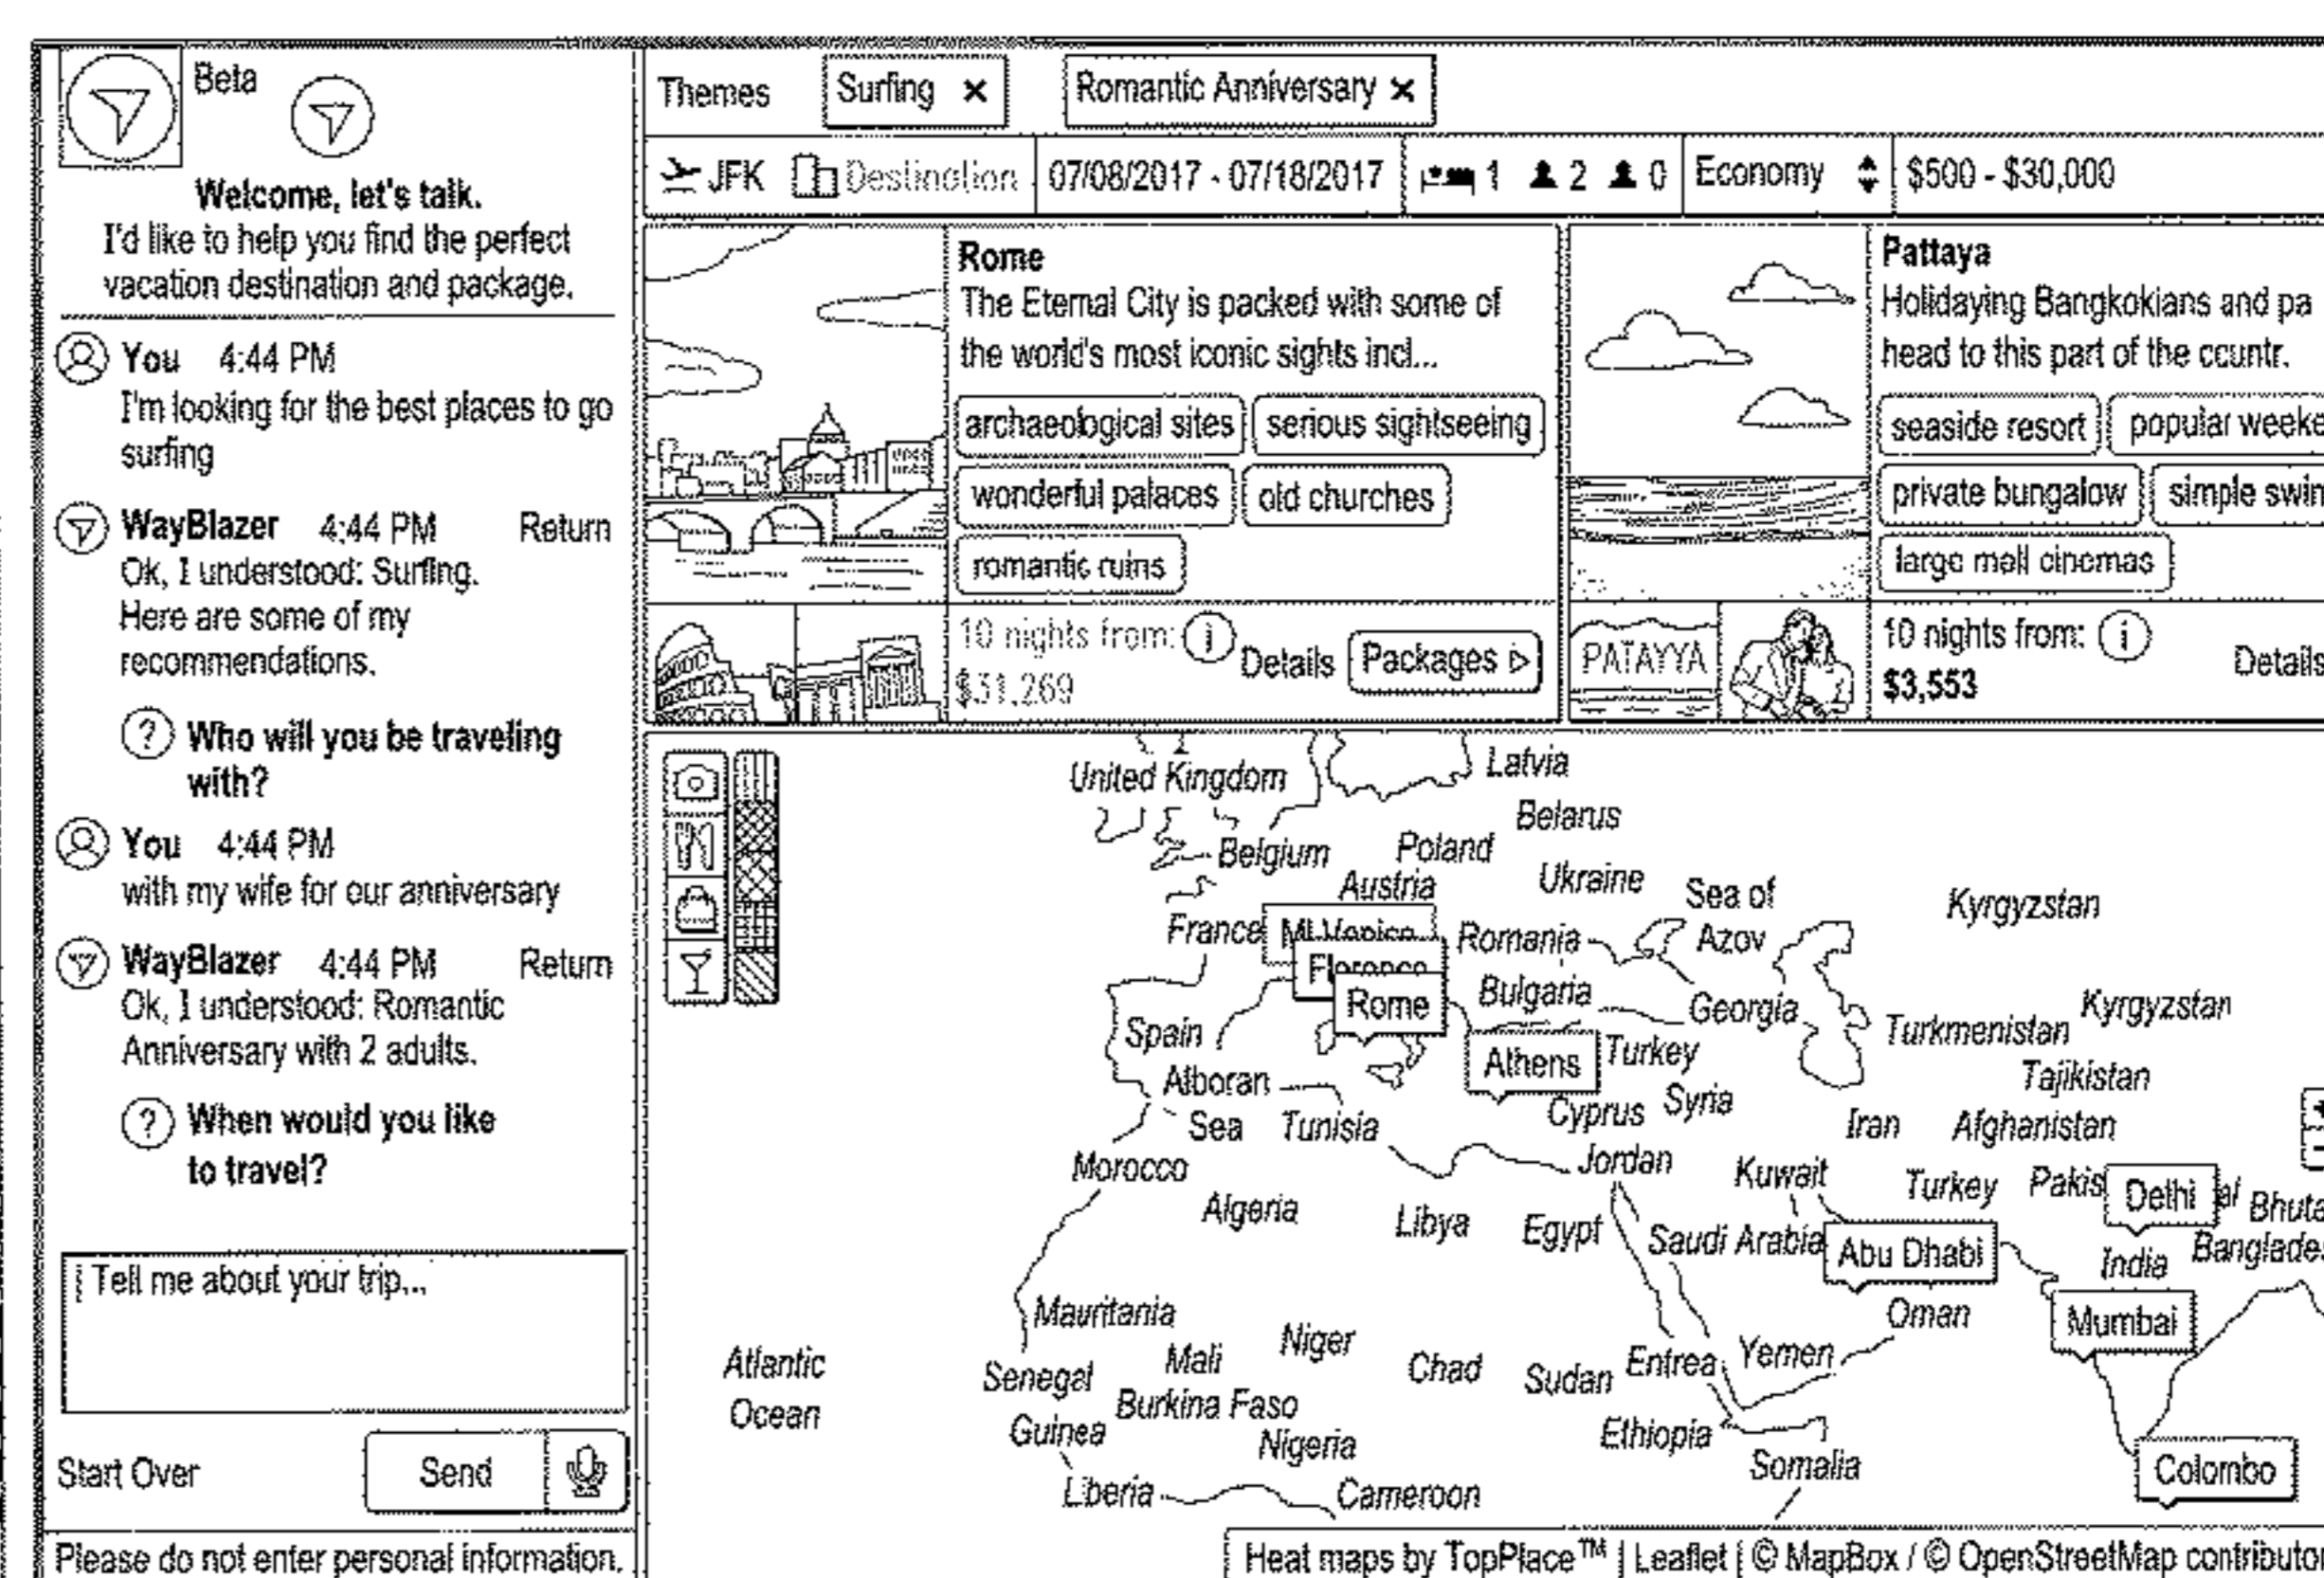 Beta
Welcome, let's talk.
I'd like to help you find the perfect
vacation destination and package.
You 4:44 PM
I'm looking for the best places to go
surfing
WayBlazer 4:44 PM Return
Ok, I understood: Surfing.
Here are some of my
recommendations.
? Who will you be traveling
with?
You 4:44 PM
with my wife for our anniversary
WayBlazer 4:44 PM Return
Ok, I understood: Romantic
Anniversary with 2 adults.
? When would you like
to travel?
Tell me about your trip...
Start Over Send
Please do not enter personal information.
Themes Surfing × Romantic Anniversary ×
JFK Destination 07/08/2017 - 07/18/2017 1 2 0 Economy $500 - $30,000
Rome
The Eternal City is packed with some of
the world's most iconic sights incl...
archaeological sites serious sightseeing
wonderful palaces old churches
romantic ruins
10 nights from: i Details Packages
$31,269
Pattaya
Holidaying Bangkokians and pa
head to this part of the countr.
seaside resort popular weeke
private bungalow simple swim
large mall cinemas
PATAYYA
10 nights from: i Details
$3,553
United Kingdom Latvia
Belarus
Belgium Poland
Austria Ukraine Sea of
Azov Kyrgyzstan
France Venice Romania
Florence
Rome Bulgaria Georgia Kyrgyzstan
Spain Athens Turkey Turkmenistan
Alboran
Sea Tunisia Cyprus Syria Tajikistan
Iran Afghanistan
Morocco Jordan Kuwait Turkey Pakis Delhi al Bhuta
Algeria Libya Egypt Saudi Arabia Abu Dhabi India Banglade
Mauritania Oman Mumbai
Atlantic
Ocean
Senegal Mali Niger Chad Sudan Entrea Yemen
Burkina Faso
Guinea Nigeria Ethiopia
Somalia Colombo
Liberia Cameroon
Heat maps by TopPlace™ | Leaflet | © MapBox / © OpenStreetMap contributor